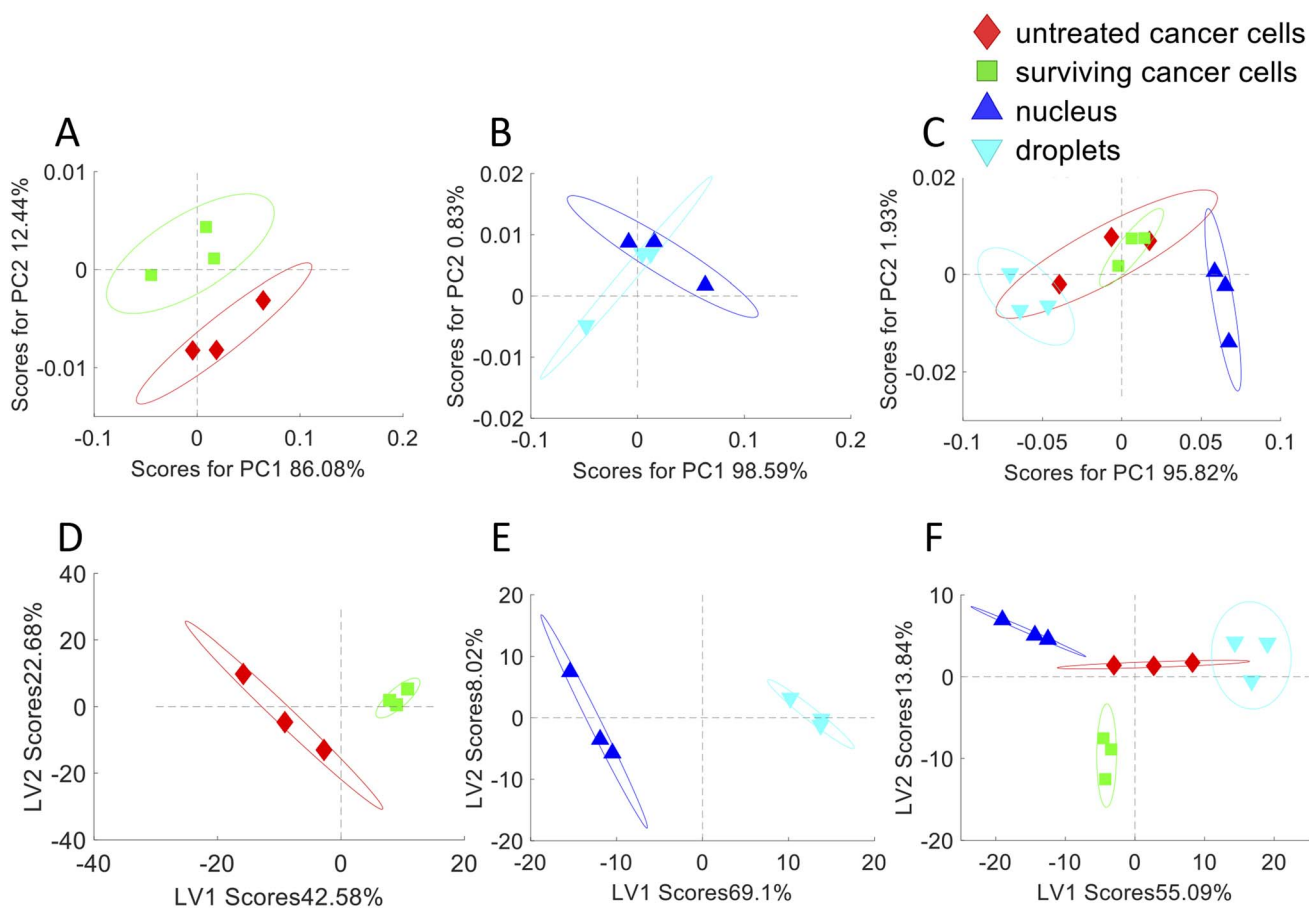 untreated cancer cells
surviving cancer cells
nucleus
droplets
A
0.01
0
-0.01
Scores for PC2 12.44%
-0.1
0
0.1
0.2
Scores for PC1 86.08%
B
0.02
0.01
0
-0.01
-0.02
Scores for PC2 0.83%
-0.1
0
0.1
0.2
Scores for PC1 98.59%
C
0.02
0
-0.02
Scores for PC2 1.93%
-0.1
-0.05
0
0.05
0.1
Scores for PC1 95.82%
D
40
20
0
-20
-40
LV2 Scores22.68%
-40
-20
0
20
LV1 Scores42.58%
E
20
10
0
-10
-20
LV2 Scores8.02%
-20
-10
0
10
20
LV1 Scores69.1%
F
10
0
-10
-20
LV2 Scores13.84%
-20
-10
0
10
20
LV1 Scores55.09%